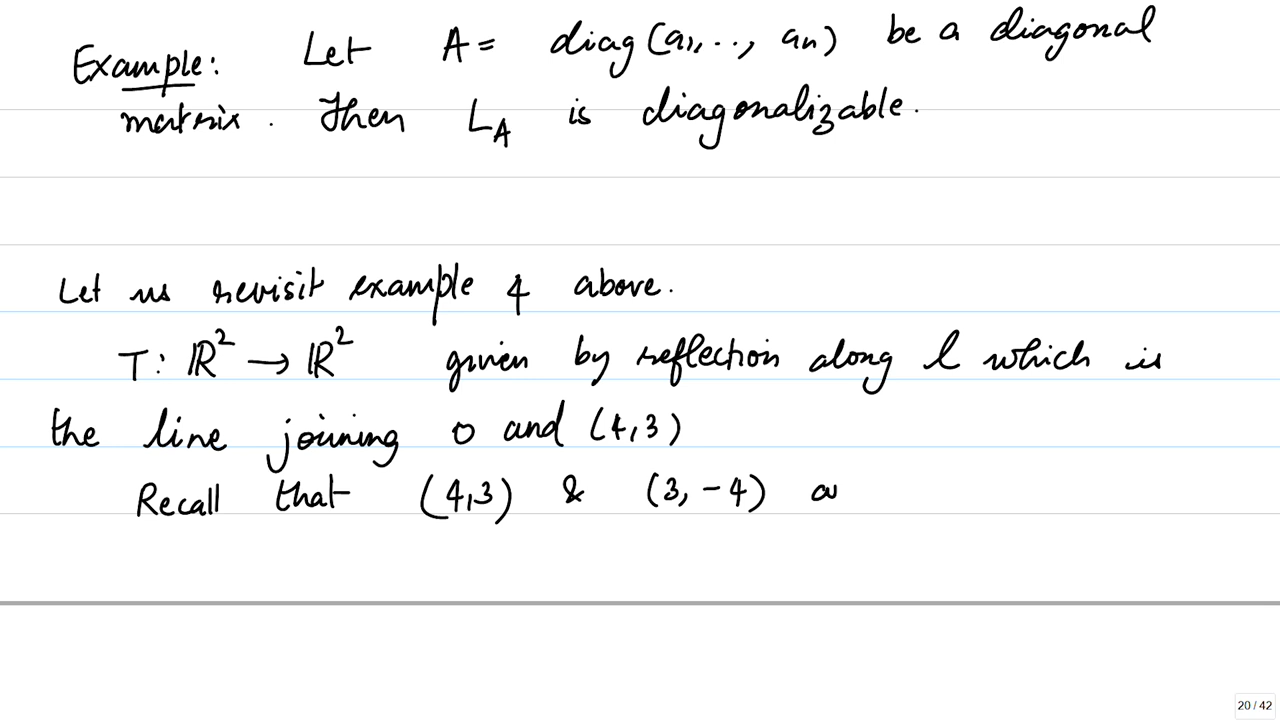 Example: Let A = diag(a₁, .., aₙ) be a diagonal
matrix. Then L_A is diagonalizable.
Let us revisit example 4 above.
T: ℝ² → ℝ² given by reflection along l which is
the line joining 0 and (4,3)
Recall that (4,3) & (3, -4) a
20 / 42